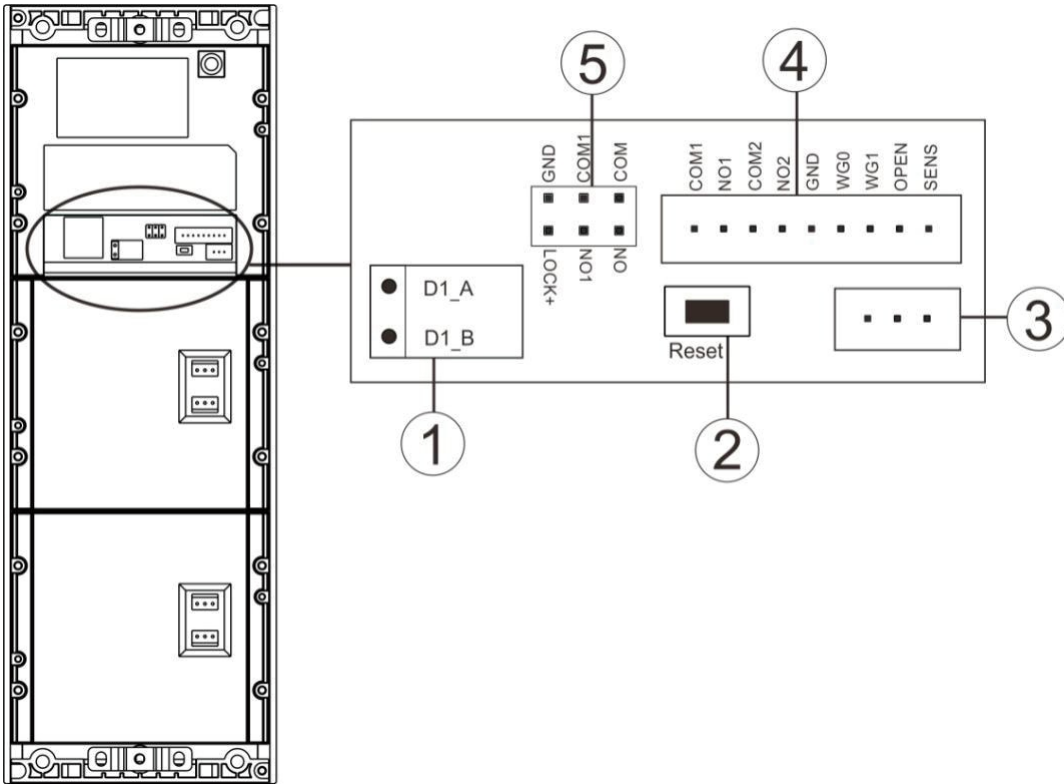 5
4
GND
COM1
COM
COM1
NO1
COM2
NO2
GND
WG0
WG1
OPEN
SENS
LOCK+
NO1
NO
D1_A
D1_B
Reset
3
1
2